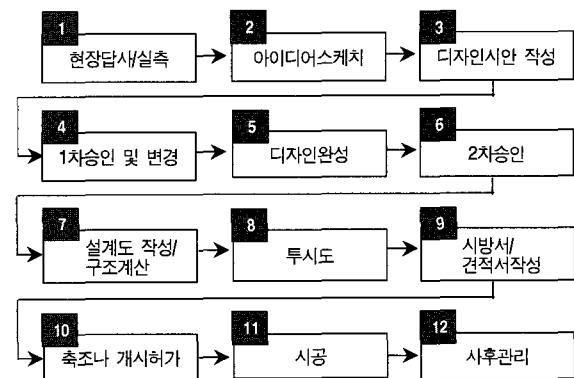 1
현장답사/실측
2
아이디어스케치
3
디자인시안 작성
4
1차승인 및 변경
5
디자인완성
6
2차승인
7
설계도 작성/
구조계산
8
투시도
9
시방서/
견적서작성
10
축조나 개시허가
11
시공
12
사후관리